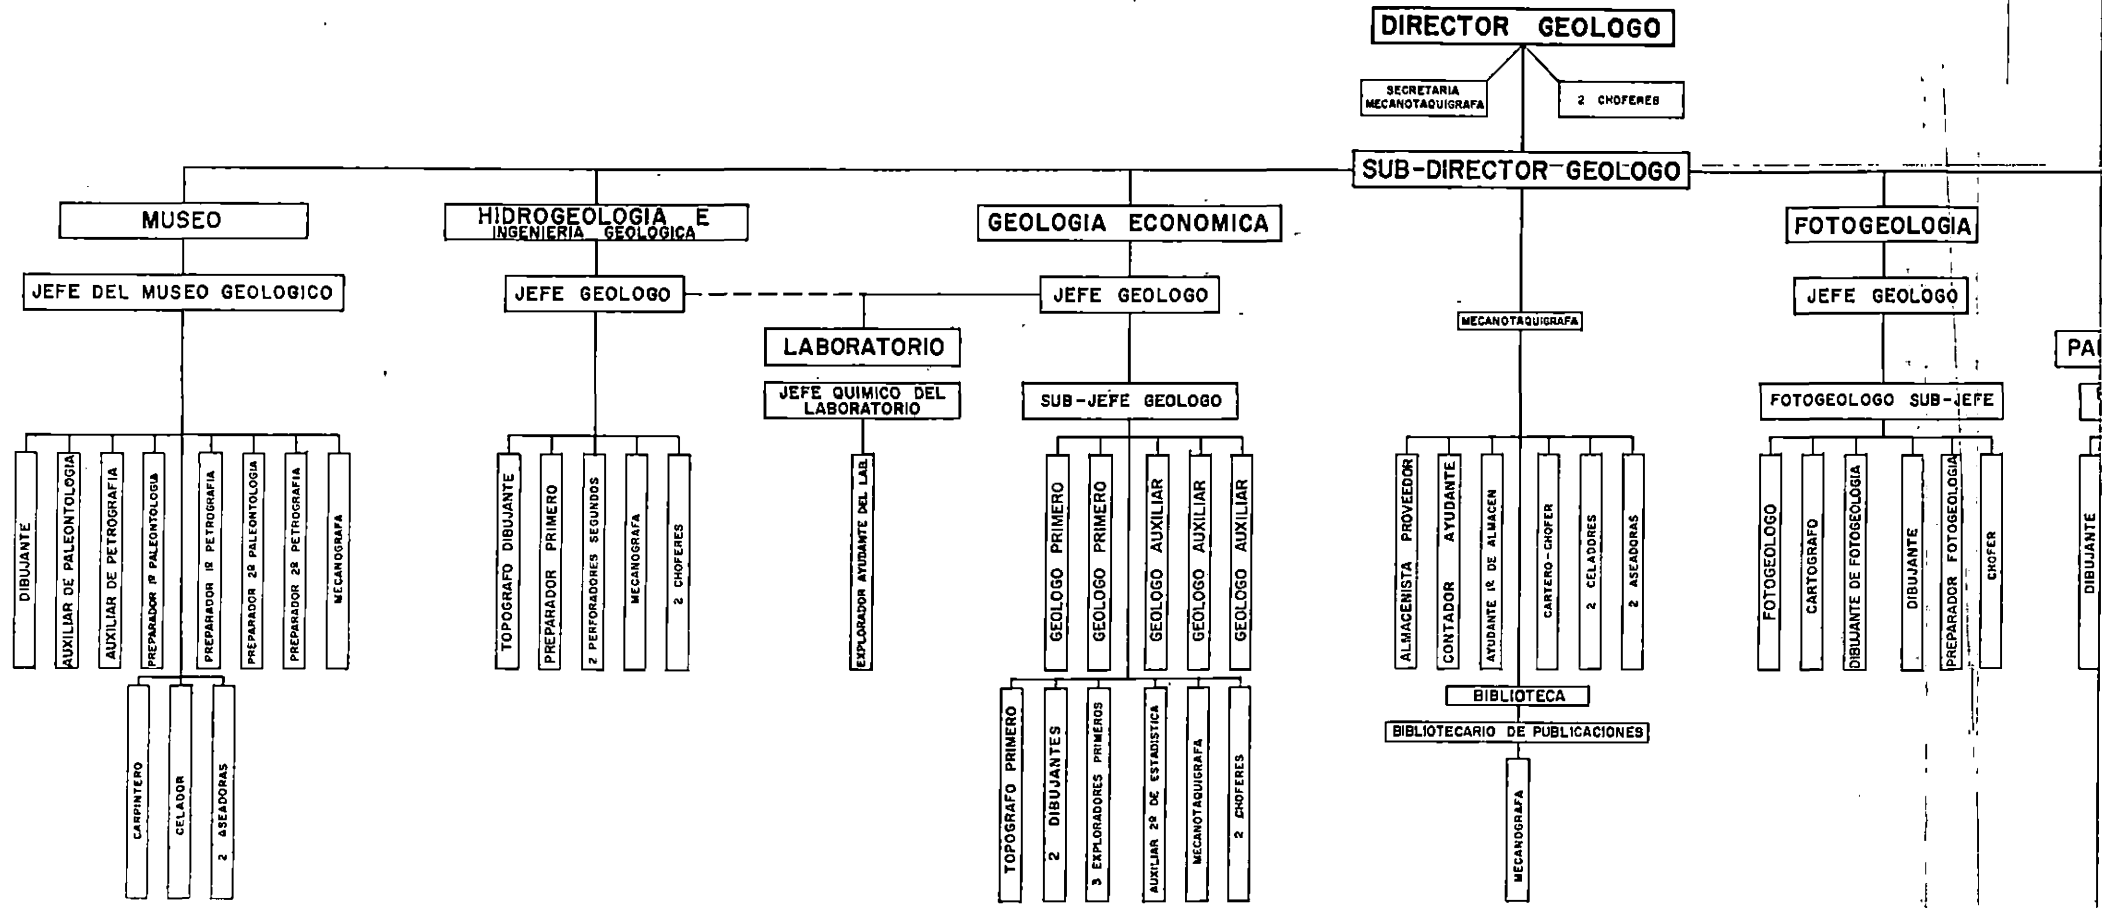 DIRECTOR GEOLOGO
SECRETARIA
MECANOTAQUIGRAFA
2 CHOFERES
SUB-DIRECTOR-GEOLOGO
MUSEO
HIDROGEOLOGIA E
INGENIERIA GEOLOGICA
GEOLOGIA ECONOMICA
FOTOGEOLOGIA
JEFE DEL MUSEO GEOLOGICO
JEFE GEOLOGO
JEFE GEOLOGO
JEFE GEOLOGO
MECANOTAQUIGRAFA
LABORATORIO
PA
JEFE QUIMICO DEL
LABORATORIO
SUB-JEFE GEOLOGO
FOTOGEOLOGO SUB-JEFE
DIBUJANTE
AUXILIAR DE PALEONTOLOGIA
AUXILIAR DE PETROGRAFIA
PREPARADOR 1º PALEONTOLOGIA
PREPARADOR 1º PETROGRAFIA
PREPARADOR 2º PALEONTOLOGIA
PREPARADOR 2º PETROGRAFIA
MECANOGRAFA
TOPOGRAFO DIBUJANTE
PREPARADOR PRIMERO
2 PERFORADORES SEGUNDOS
MECANOGRAFA
2 CHOFERES
EXPLORADOR AYUDANTE DEL LAB.
GEOLOGO PRIMERO
GEOLOGO PRIMERO
GEOLOGO AUXILIAR
GEOLOGO AUXILIAR
GEOLOGO AUXILIAR
ALMACENISTA PROVEEDOR
CONTADOR AYUDANTE
AYUDANTE 1º DE ALMACEN
CARTERO-CHOFER
2 CELADORES
2 ASEADORAS
FOTOGEOLOGO
CARTOGRAFO
DIBUJANTE DE FOTOGEOLOGIA
DIBUJANTE
PREPARADOR FOTOGEOLOGIA
CHOFER
DIBUJANTE
CARPINTERO
CELADOR
2 ASEADORAS
TOPOGRAFO PRIMERO
2 DIBUJANTES
3 EXPLORADORES PRIMEROS
AUXILIAR 2º DE ESTADISTICA
MECANOTAQUIGRAFA
2 CHOFERES
BIBLIOTECA
BIBLIOTECARIO DE PUBLICACIONES
MECANOGRAFA